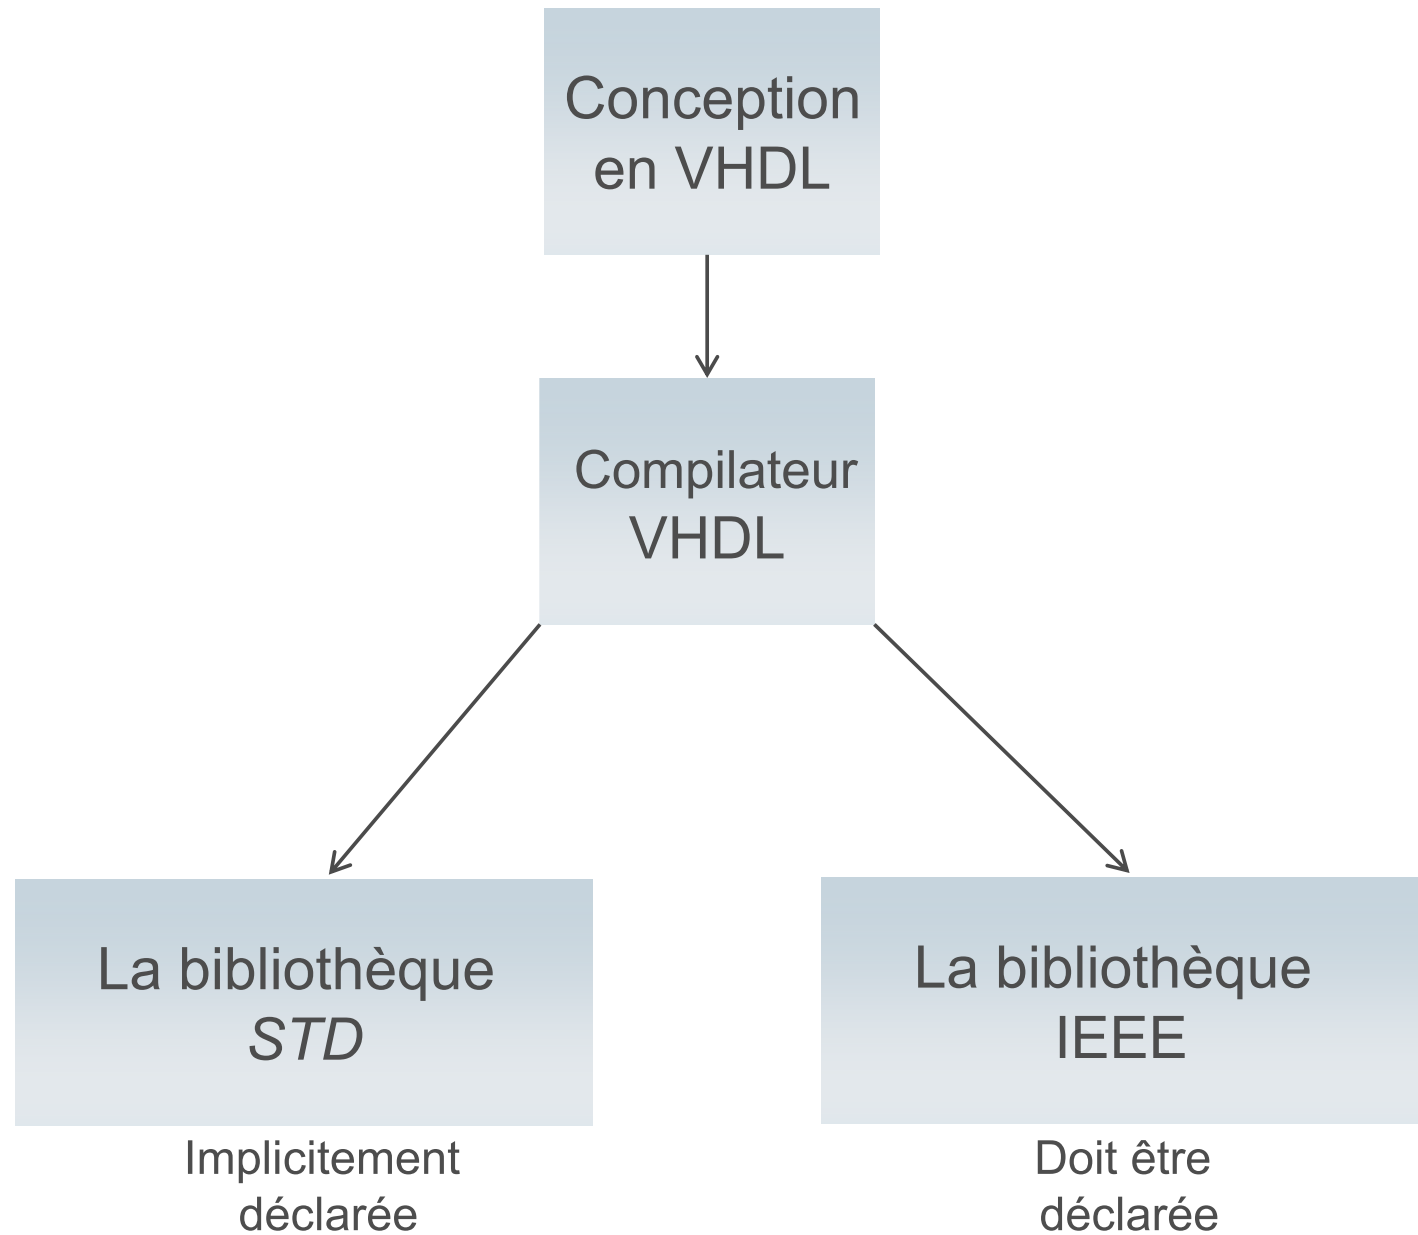 Conception
en VHDL
Compilateur
VHDL
La bibliothèque
STD
Implicitement
déclarée
La bibliothèque
IEEE
Doit être
déclarée